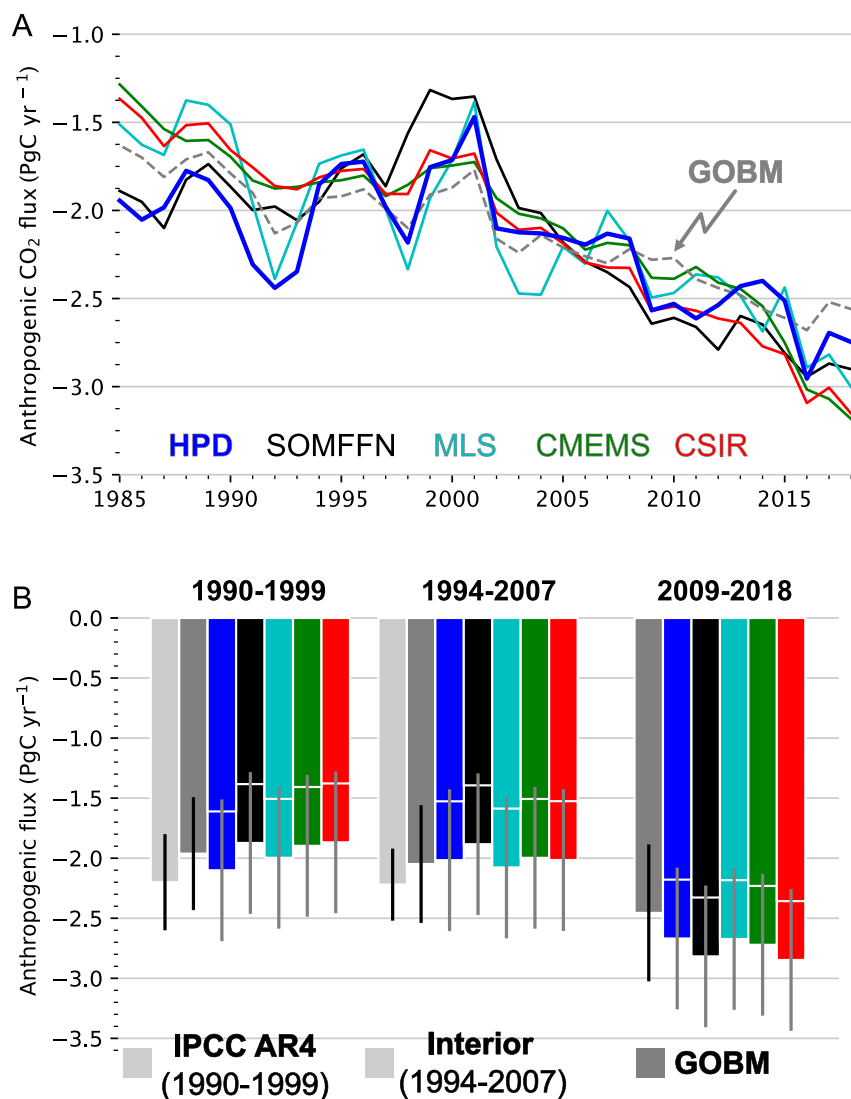 A
Anthropogenic CO₂ flux (PgC yr⁻¹)
−1.0
−1.5
−2.0
−2.5
−3.0
−3.5
GOBM
HPD SOMFFN MLS CMEMS CSIR
1985 1990 1995 2000 2005 2010 2015
B
1990-1999 1994-2007 2009-2018
Anthropogenic flux (PgC yr⁻¹)
0.0
−0.5
−1.0
−1.5
−2.0
−2.5
−3.0
−3.5
IPCC AR4 Interior GOBM
(1990-1999) (1994-2007)